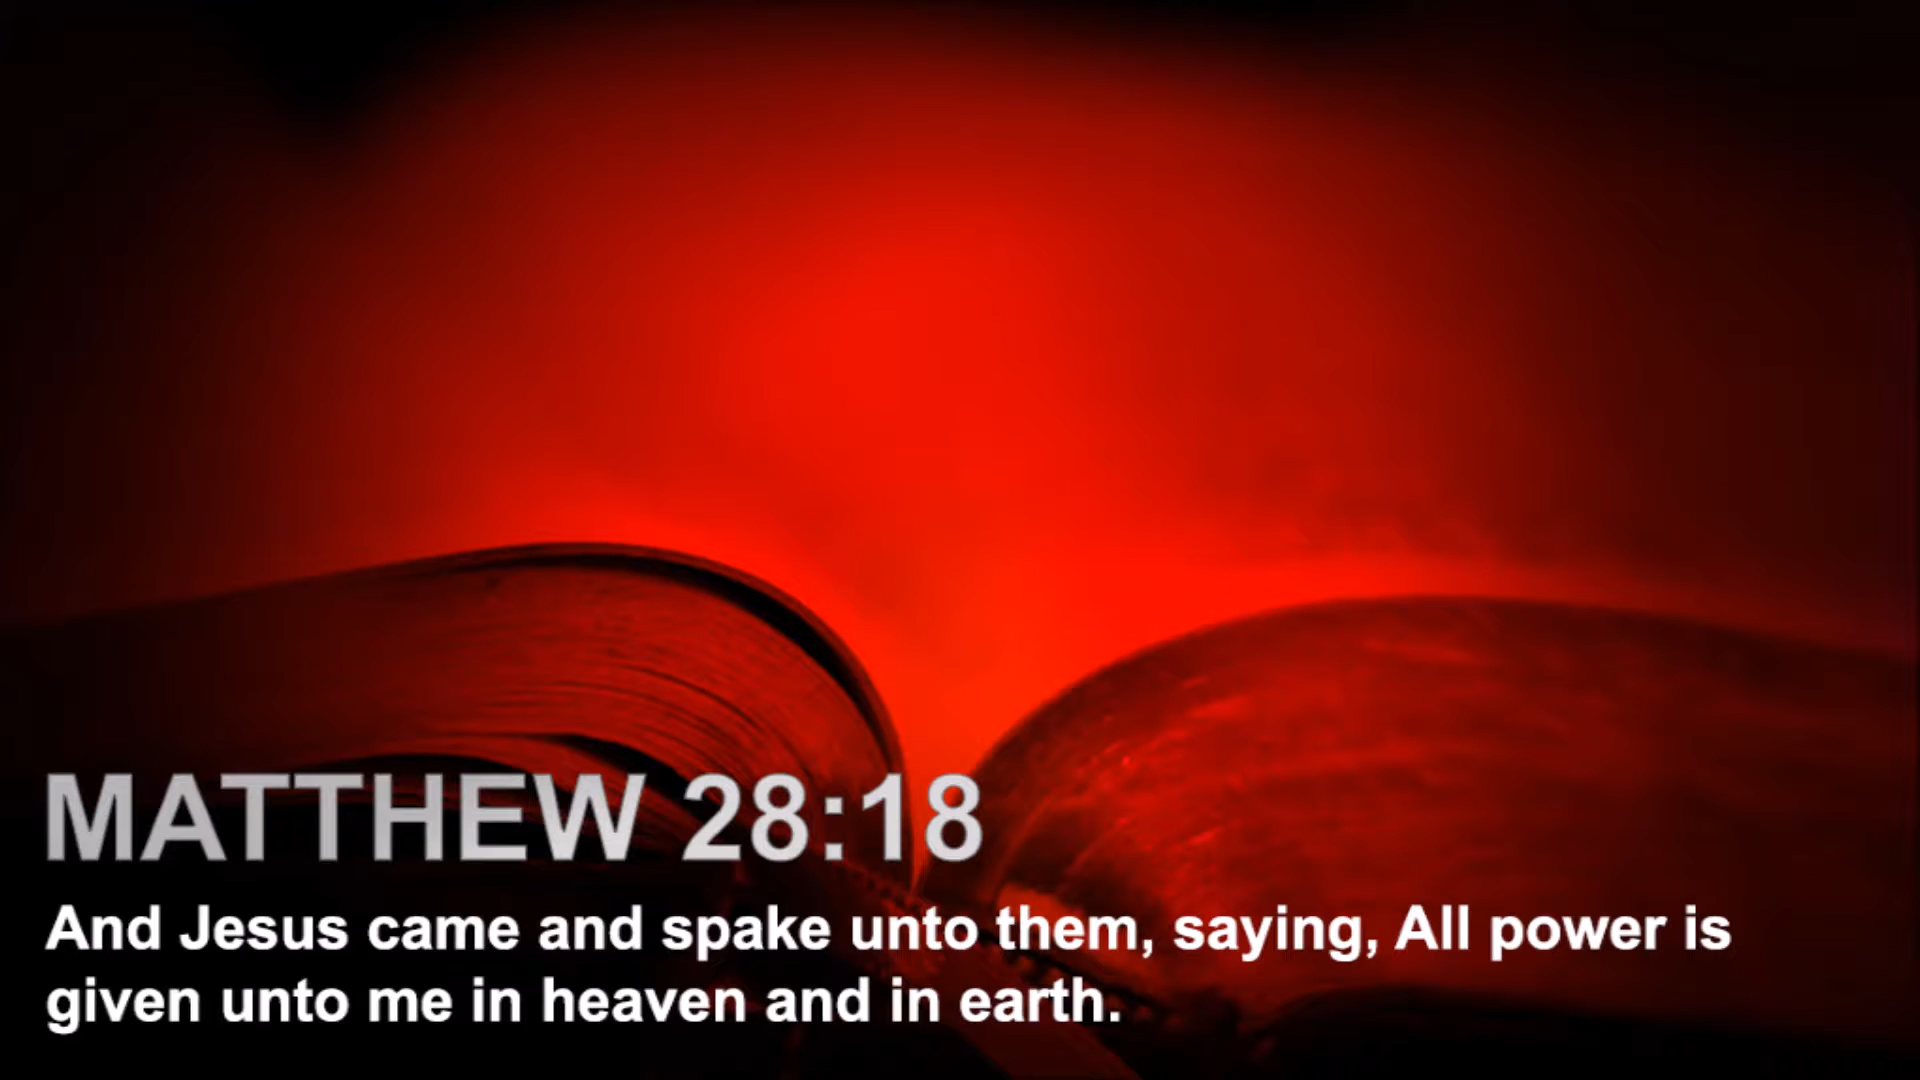 MATTHEW 28:18
And Jesus came and spake unto them, saying, All power is
given unto me in heaven and in earth.